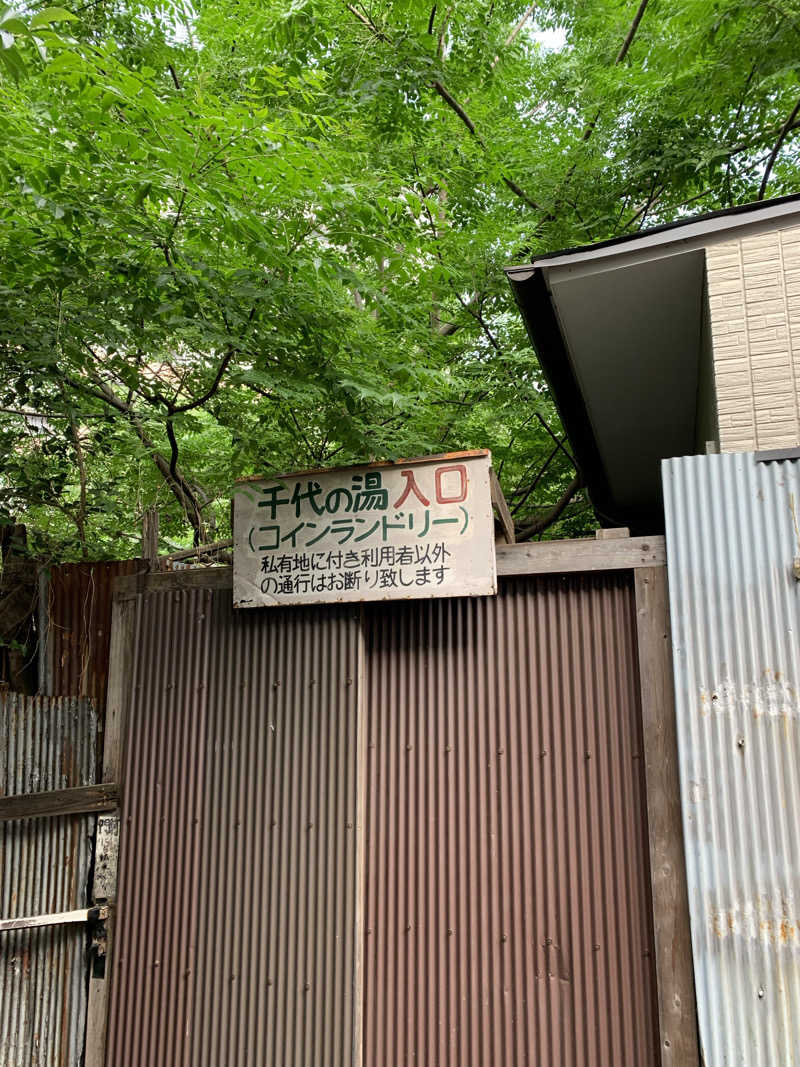 千代の湯 入口
(コインランドリー)
私有地に付き利用者以外
の通行はお断り致します